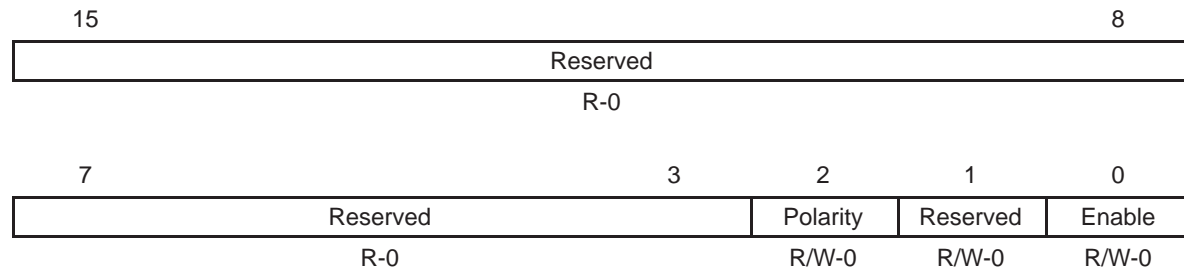 15 8
Reserved
R-0
7 3 2 1 0
Reserved Polarity Reserved Enable
R-0 R/W-0 R/W-0 R/W-0